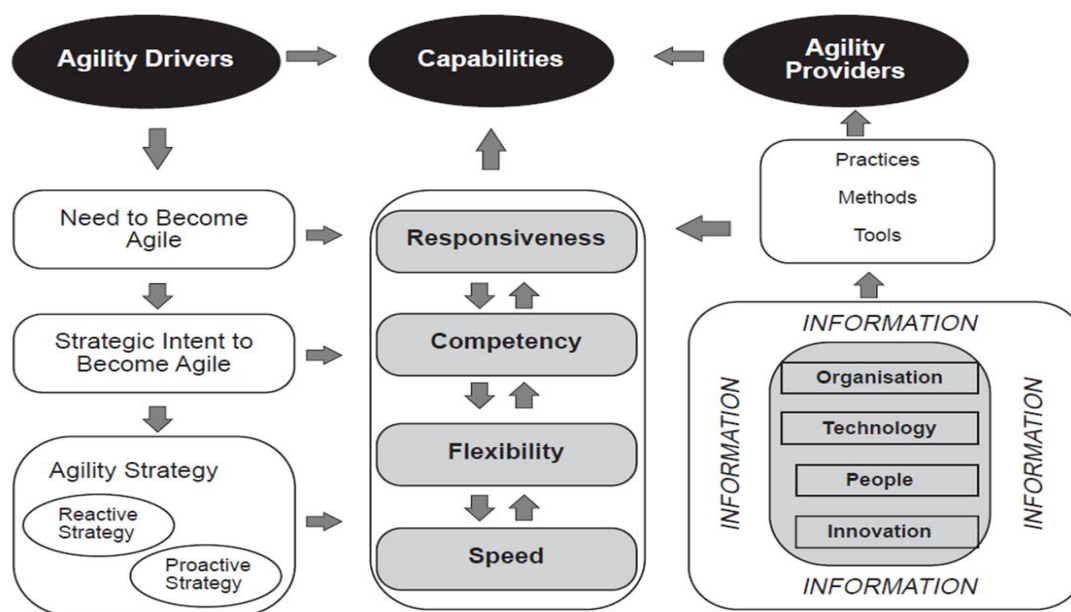 Agility Drivers
Capabilities
Agility
Providers
Need to Become
Agile
Strategic Intent to
Become Agile
Agility Strategy
Reactive
Strategy
Proactive
Strategy
Responsiveness
Competency
Flexibility
Speed
Practices
Methods
Tools
INFORMATION
INFORMATION
Organisation
Technology
People
Innovation
INFORMATION
INFORMATION